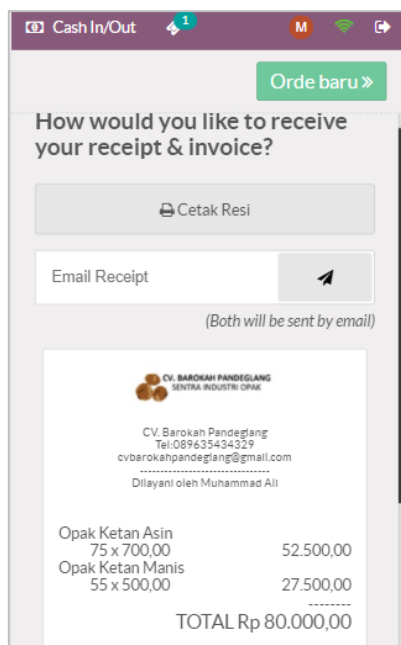 Cash In/Out 1 M
Orde baru »
How would you like to receive
your receipt & invoice?
Cetak Resi
Email Receipt
(Both will be sent by email)
CV. BAROKAH PANDEGLANG
SENTRA INDUSTRI OPAK
CV. Barokah Pandeglang
Tel:089635434329
cvbarokahpandeglang@gmail.com
--------------------------------
Dilayani oleh Muhammad Ali
Opak Ketan Asin
75 x 700,00 52.500,00
Opak Ketan Manis
55 x 500,00 27.500,00
--------
TOTAL Rp 80.000,00